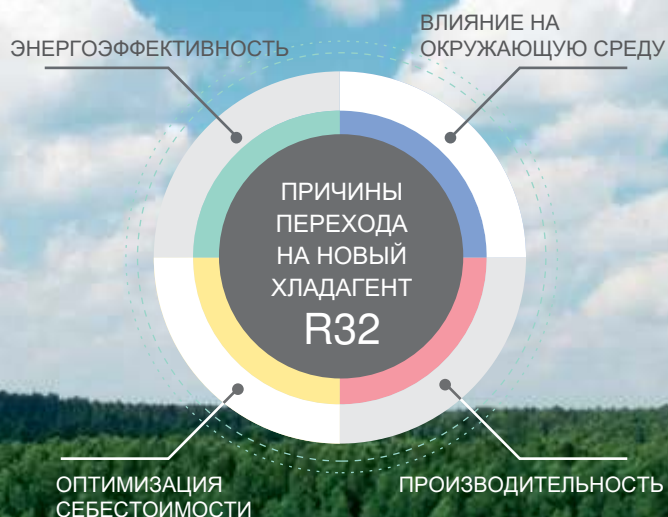 ЭНЕРГОЭФФЕКТИВНОСТЬ
ВЛИЯНИЕ НА
ОКРУЖАЮЩУЮ СРЕДУ
ПРИЧИНЫ
ПЕРЕХОДА
НА НОВЫЙ
ХЛАДАГЕНТ
R32
ОПТИМИЗАЦИЯ
СЕБЕСТОИМОСТИ
ПРОИЗВОДИТЕЛЬНОСТЬ